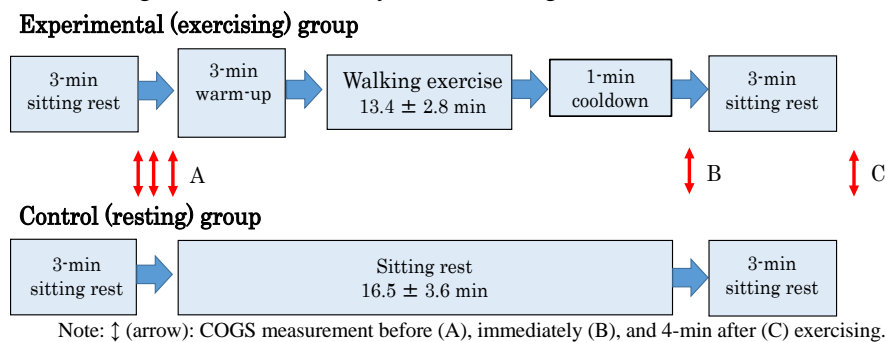 Experimental (exercising) group
3-min
sitting rest
3-min
warm-up
Walking exercise
13.4 ± 2.8 min
1-min
cooldown
3-min
sitting rest
A
B
C
Control (resting) group
3-min
sitting rest
Sitting rest
16.5 ± 3.6 min
3-min
sitting rest
Note: ↕ (arrow): COGS measurement before (A), immediately (B), and 4-min after (C) exercising.